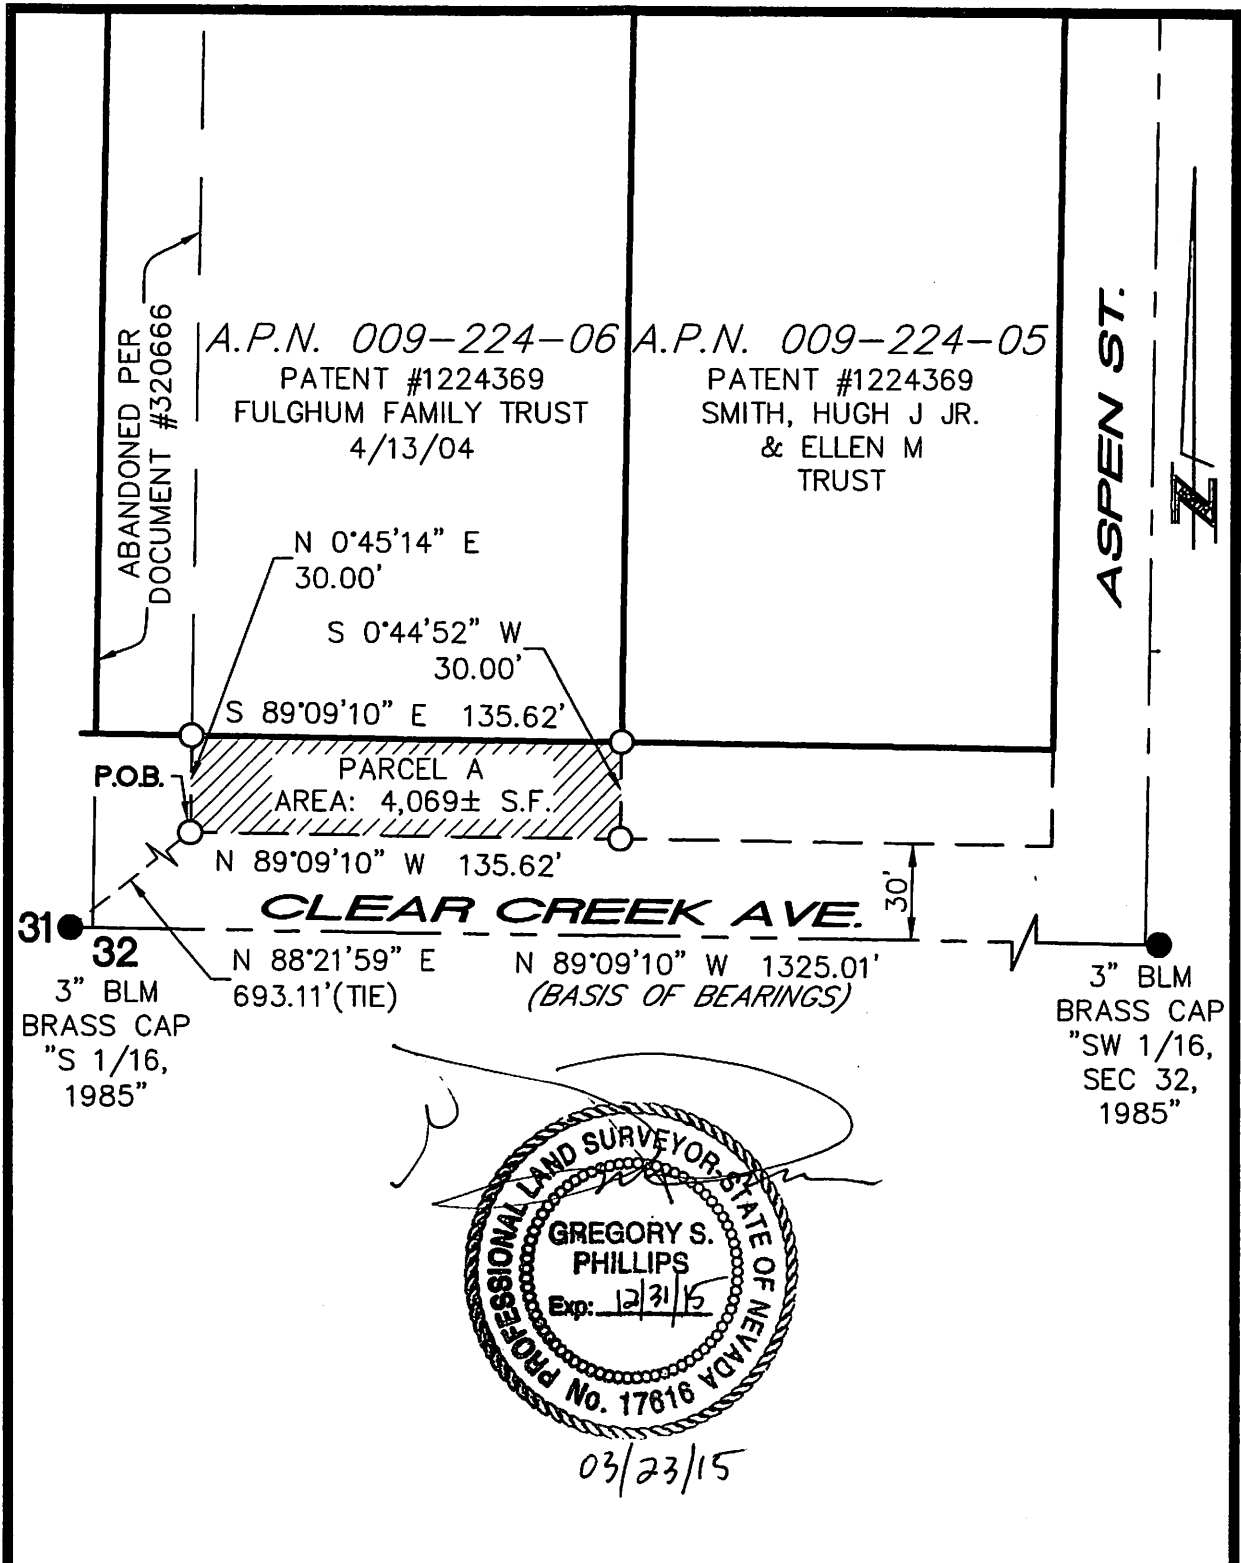 ABANDONED PER
DOCUMENT #320666
A.P.N. 009-224-06
PATENT #1224369
FULGHUM FAMILY TRUST
4/13/04
A.P.N. 009-224-05
PATENT #1224369
SMITH, HUGH J JR.
& ELLEN M
TRUST
ASPEN ST.
N
N 0°45'14" E
30.00'
S 0°44'52" W
30.00'
S 89°09'10" E 135.62'
P.O.B.
PARCEL A
AREA: 4,069± S.F.
N 89°09'10" W 135.62'
30'
CLEAR CREEK AVE.
31
32
N 88°21'59" E
693.11'(TIE)
N 89°09'10" W 1325.01'
(BASIS OF BEARINGS)
3" BLM
BRASS CAP
"S 1/16,
1985"
3" BLM
BRASS CAP
"SW 1/16,
SEC 32,
1985"
PROFESSIONAL LAND SURVEYOR-STATE OF NEVADA
GREGORY S.
PHILLIPS
Exp: 12/31/15
No. 17616
03/23/15